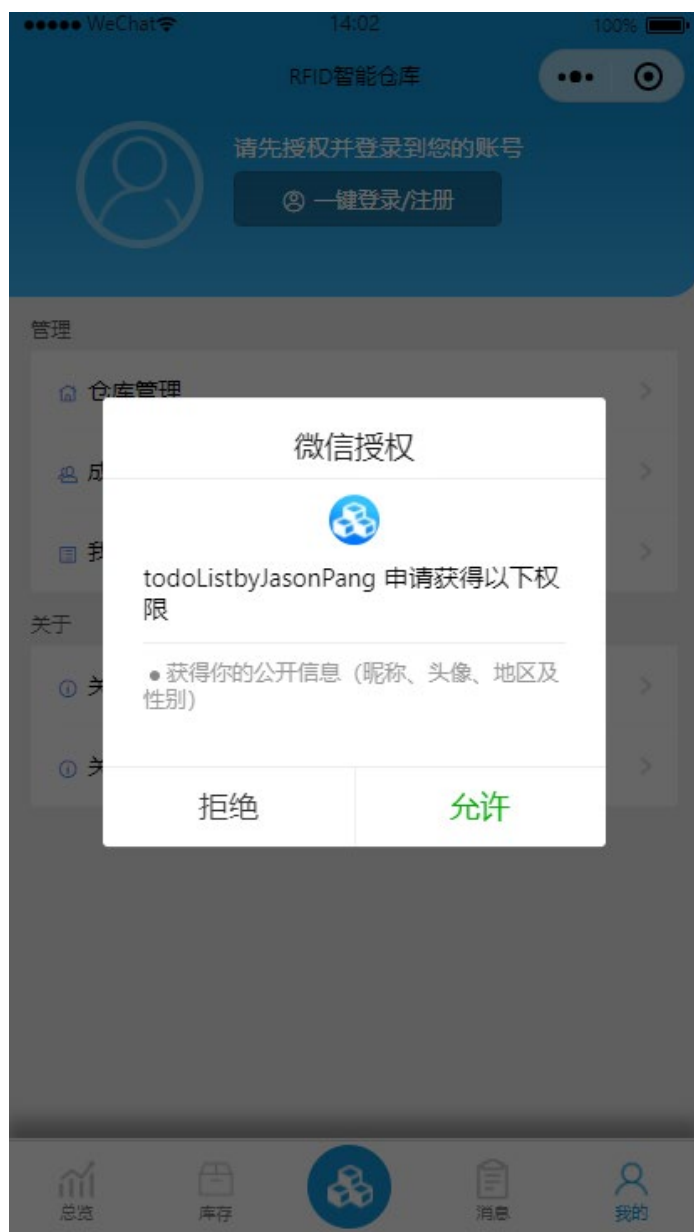 WeChat 14:02 100%
RFID智能仓库
请先授权并登录到您的账号
一键登录/注册
管理
仓库管理
微信授权
成
todoListbyJasonPang 申请获得以下权
限
我
关于
● 获得你的公开信息（昵称、头像、地区及
性别）
关
关
拒绝 允许
总览 库存 消息 我的